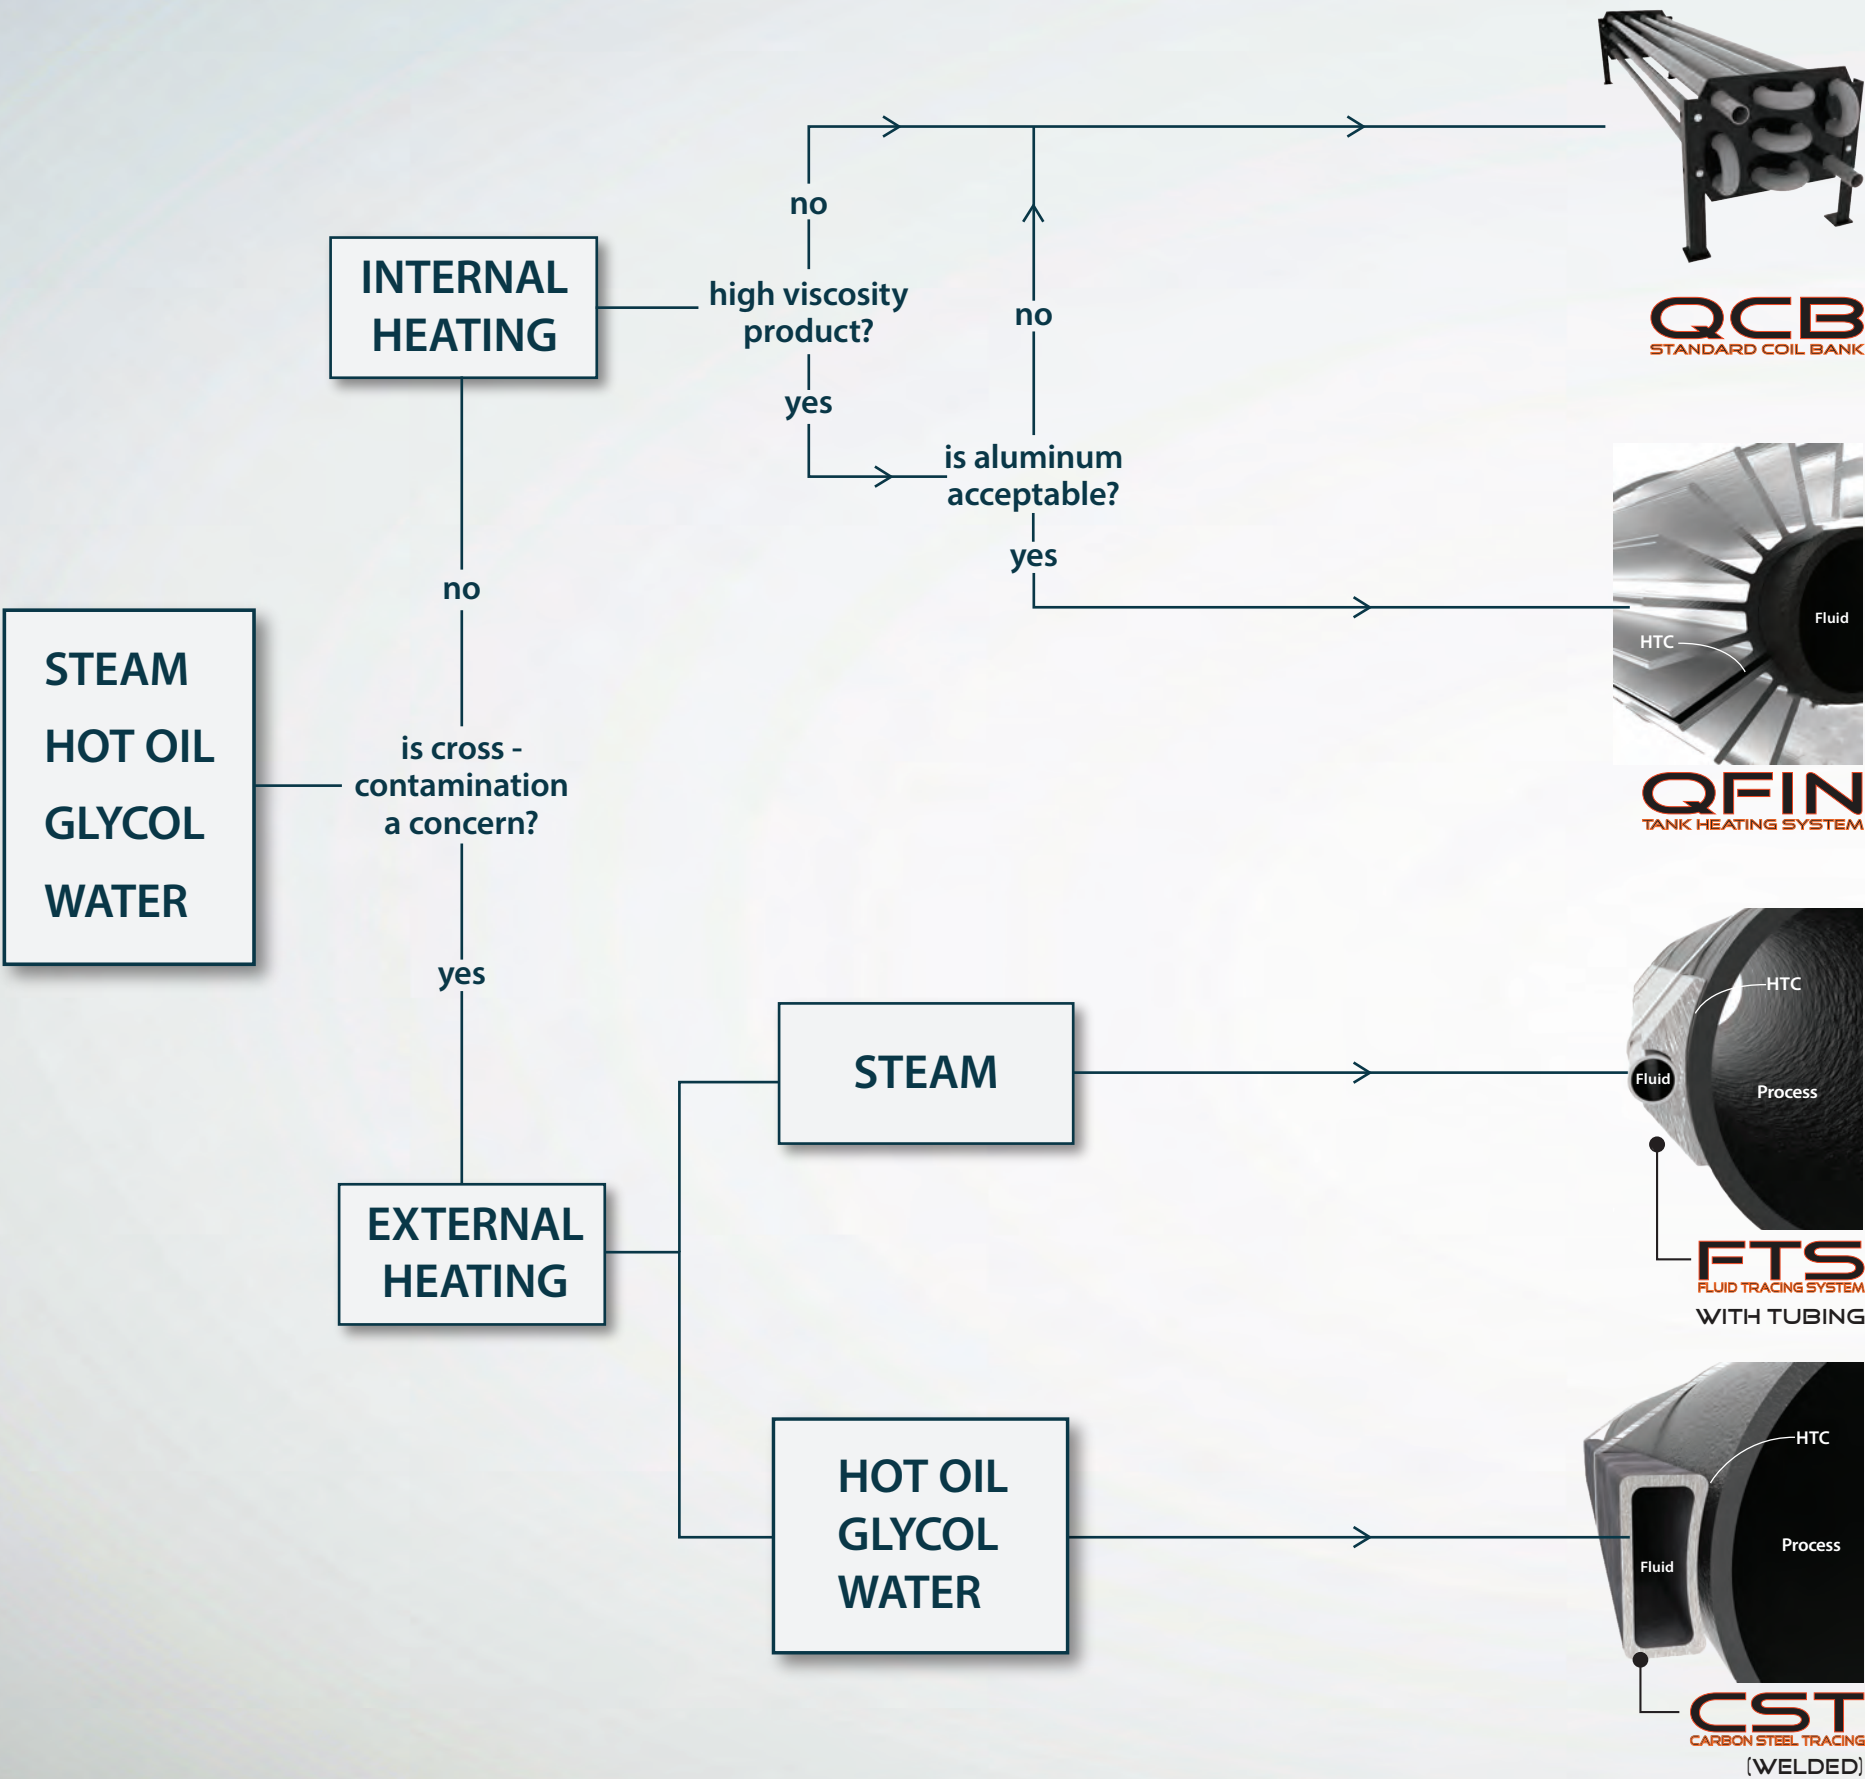 no
INTERNAL
HEATING
high viscosity
product?
no
yes
is aluminum
acceptable?
yes
no
STEAM
HOT OIL
GLYCOL
WATER
is cross -
contamination
a concern?
yes
EXTERNAL
HEATING
STEAM
HOT OIL
GLYCOL
WATER
QCB
STANDARD COIL BANK
Fluid
HTC
QFIN
TANK HEATING SYSTEM
HTC
Fluid
Process
FTS
FLUID TRACING SYSTEM
WITH TUBING
HTC
Process
Fluid
CST
CARBON STEEL TRACING
(WELDED)